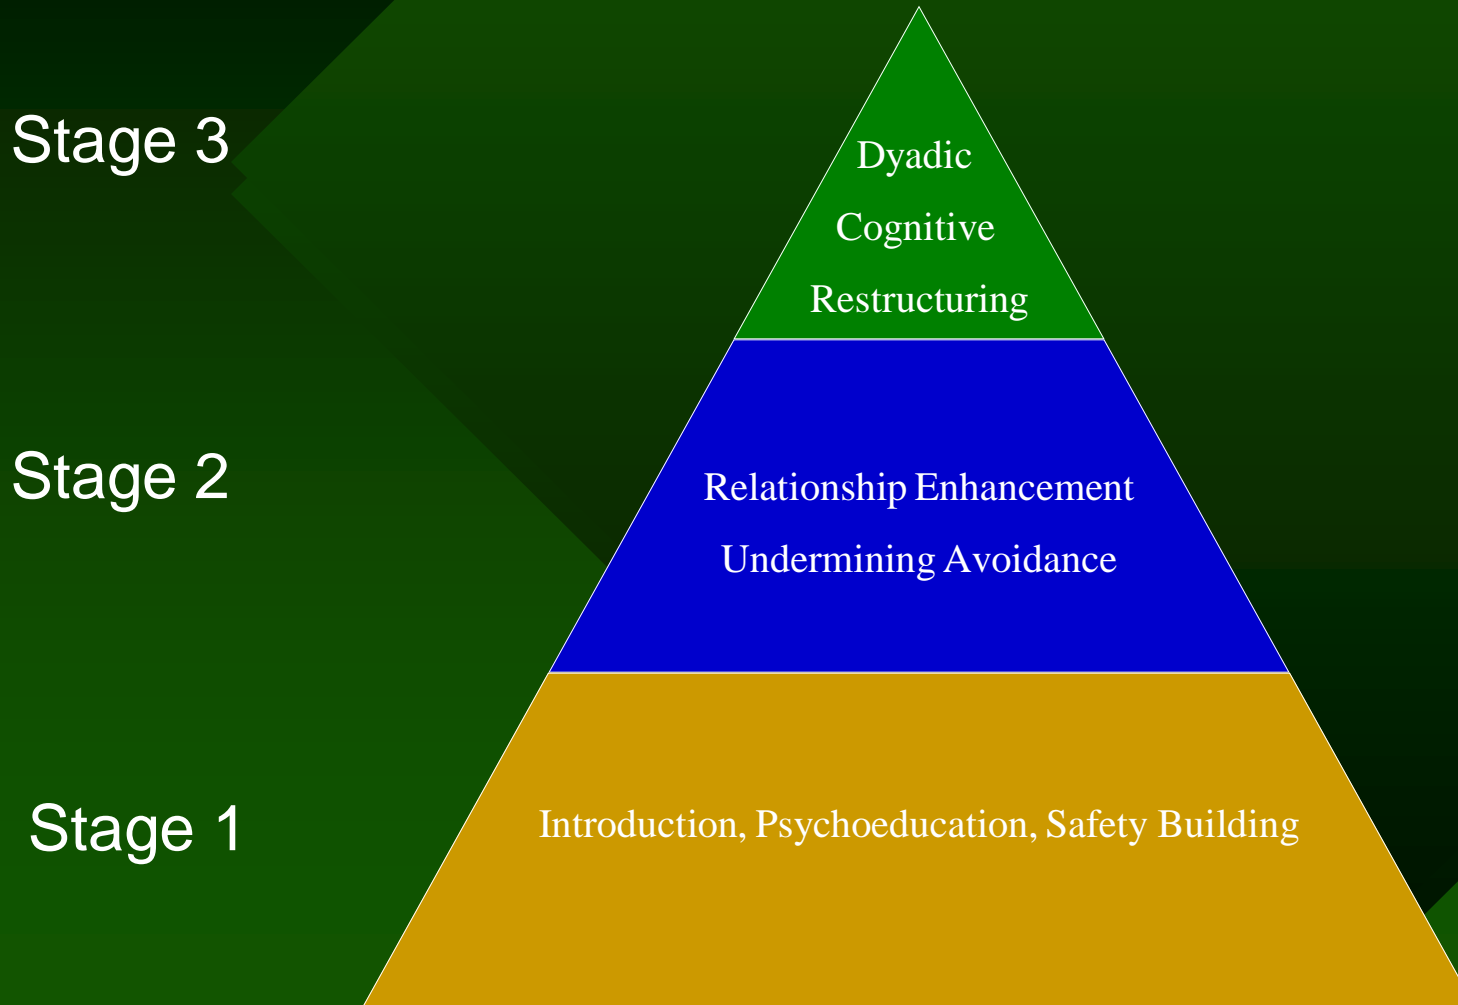 Stage 3
Dyadic
Cognitive
Restructuring
Stage 2
Relationship Enhancement
Undermining Avoidance
Stage 1
Introduction, Psychoeducation, Safety Building